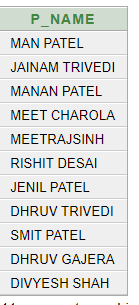 P_NAME
MAN PATEL
JAINAM TRIVEDI
MANAN PATEL
MEET CHAROLA
MEETRAJSINH
RISHIT DESAI
JENIL PATEL
DHRUV TRIVEDI
SMIT PATEL
DHRUV GAJERA
DIVYESH SHAH